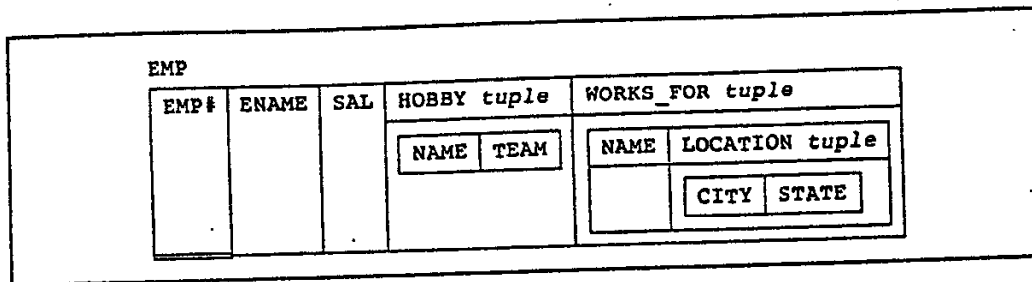 EMP
EMP# ENAME SAL HOBBY tuple WORKS_FOR tuple
NAME TEAM NAME LOCATION tuple
CITY STATE